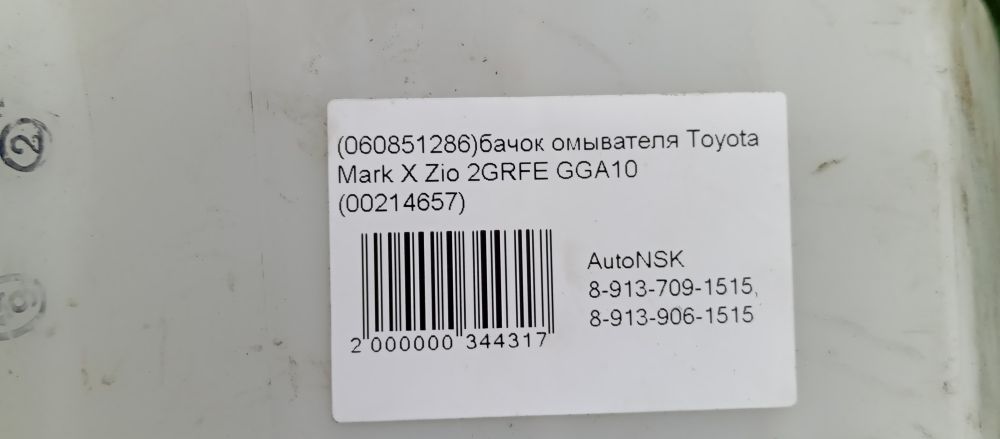 (060851286)бачок омывателя Toyota
Mark X Zio 2GRFE GGA10
(00214657)
AutoNSK
8-913-709-1515,
8-913-906-1515
2 000000 344317
2